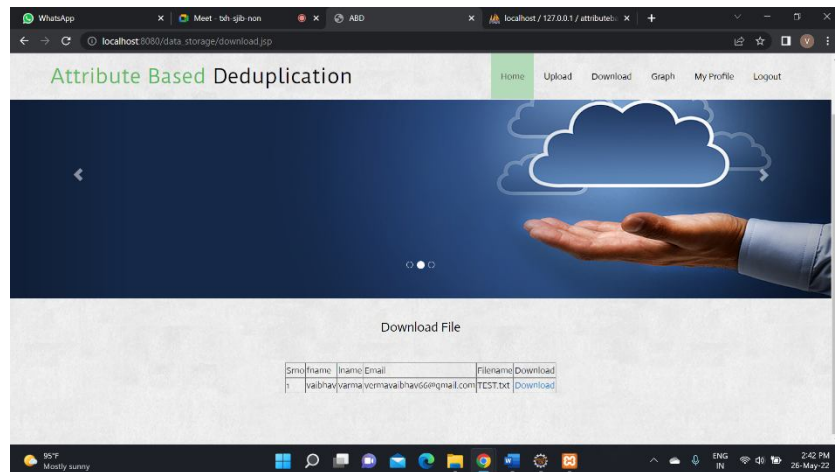 WhatsApp
Meet - txh-sjib-non
ABD
localhost / 127.0.0.1 / attributeba
localhost:8080/data_storage/download.jsp
V
Attribute Based Deduplication
Home Upload Download Graph My Profile Logout
Download File
Srno fname lname Email Filename Download
1 vaibhav varma vermavaibhav66@gmail.com TEST.txt Download
95°F
Mostly sunny
ENG
IN
2:42 PM
26-May-22